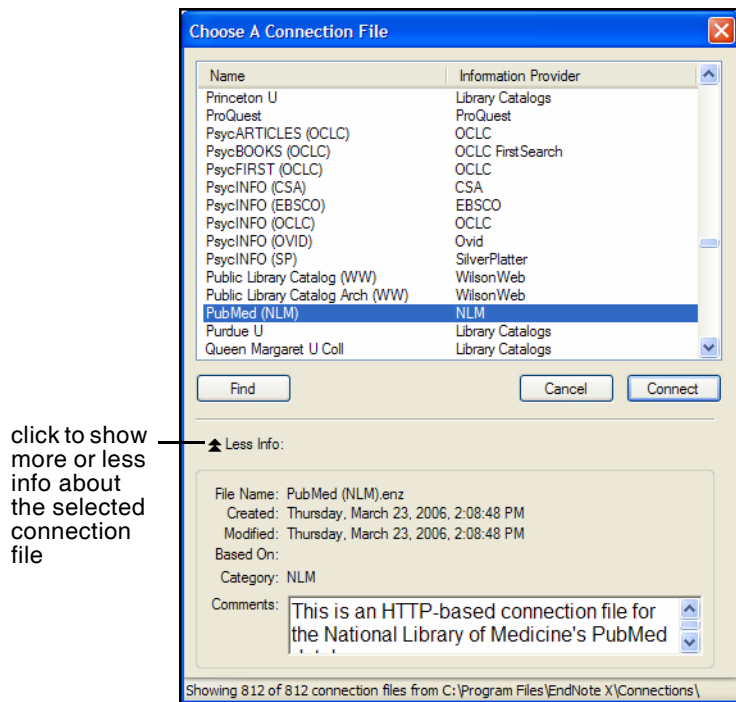 Choose A Connection File
Name Information Provider
Princeton U Library Catalogs
ProQuest ProQuest
PsycARTICLES (OCLC) OCLC
PsycBOOKS (OCLC) OCLC FirstSearch
PsycFIRST (OCLC) OCLC
PsycINFO (CSA) CSA
PsycINFO (EBSCO) EBSCO
PsycINFO (OCLC) OCLC
PsycINFO (OVID) Ovid
PsycINFO (SP) SilverPlatter
Public Library Catalog (WW) WilsonWeb
Public Library Catalog Arch (WW) WilsonWeb
PubMed (NLM) NLM
Purdue U Library Catalogs
Queen Margaret U Coll Library Catalogs
Find Cancel Connect
click to show
more or less
info about
the selected
connection
file
Less Info:
File Name: PubMed (NLM).enz
Created: Thursday, March 23, 2006, 2:08:48 PM
Modified: Thursday, March 23, 2006, 2:08:48 PM
Based On:
Category: NLM
Comments: This is an HTTP-based connection file for
the National Library of Medicine's PubMed
Showing 812 of 812 connection files from C:\Program Files\EndNote X\Connections\